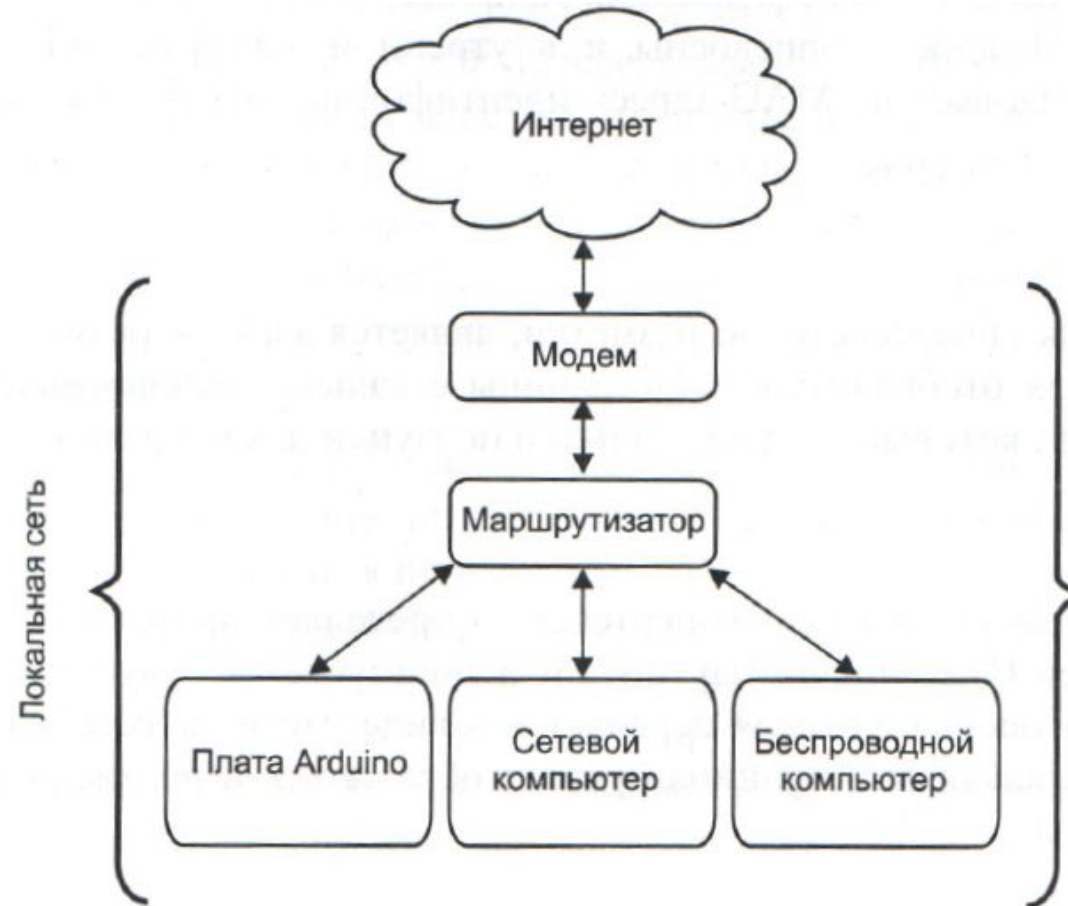 Интернет
Модем
Маршрутизатор
Локальная сеть
Плата Arduino
Сетевой
компьютер
Беспроводной
компьютер